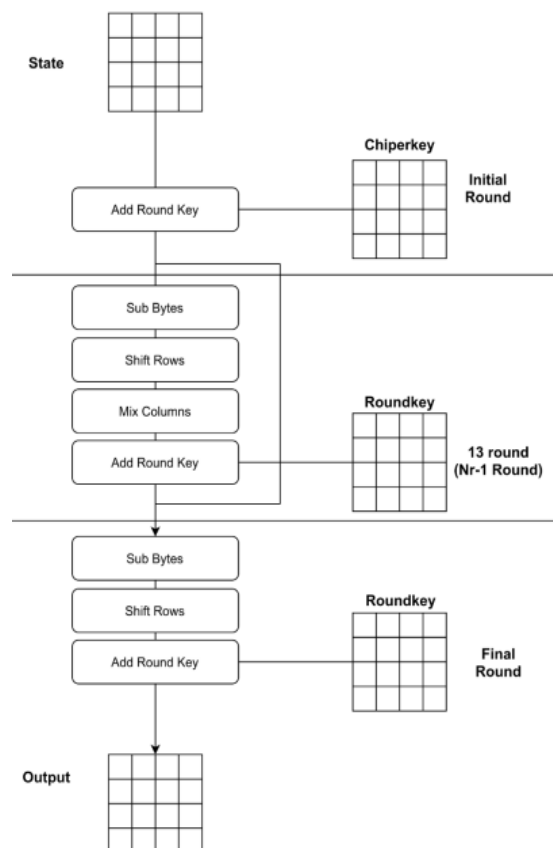 State
Chiperkey
Initial
Round
Add Round Key
Sub Bytes
Shift Rows
Mix Columns
Add Round Key
Roundkey
13 round
(Nr-1 Round)
Sub Bytes
Shift Rows
Add Round Key
Roundkey
Final
Round
Output